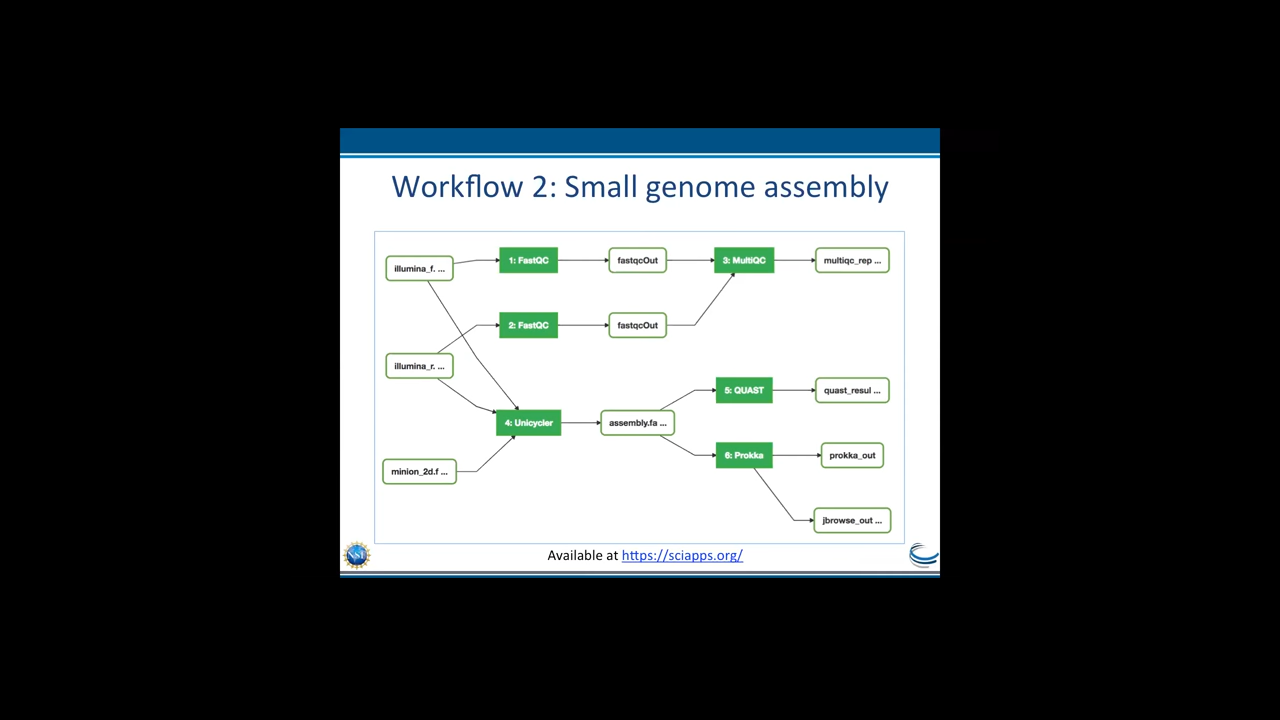 Workflow 2: Small genome assembly
illumina_f. ...
1: FastQC
fastqcOut
3: MultiQC
multiqc_rep ...
2: FastQC
fastqcOut
illumina_r. ...
5: QUAST
quast_resul ...
4: Unicycler
assembly.fa ...
6: Prokka
prokka_out
minion_2d.f ...
jbrowse_out ...
NSF
Available at https://sciapps.org/